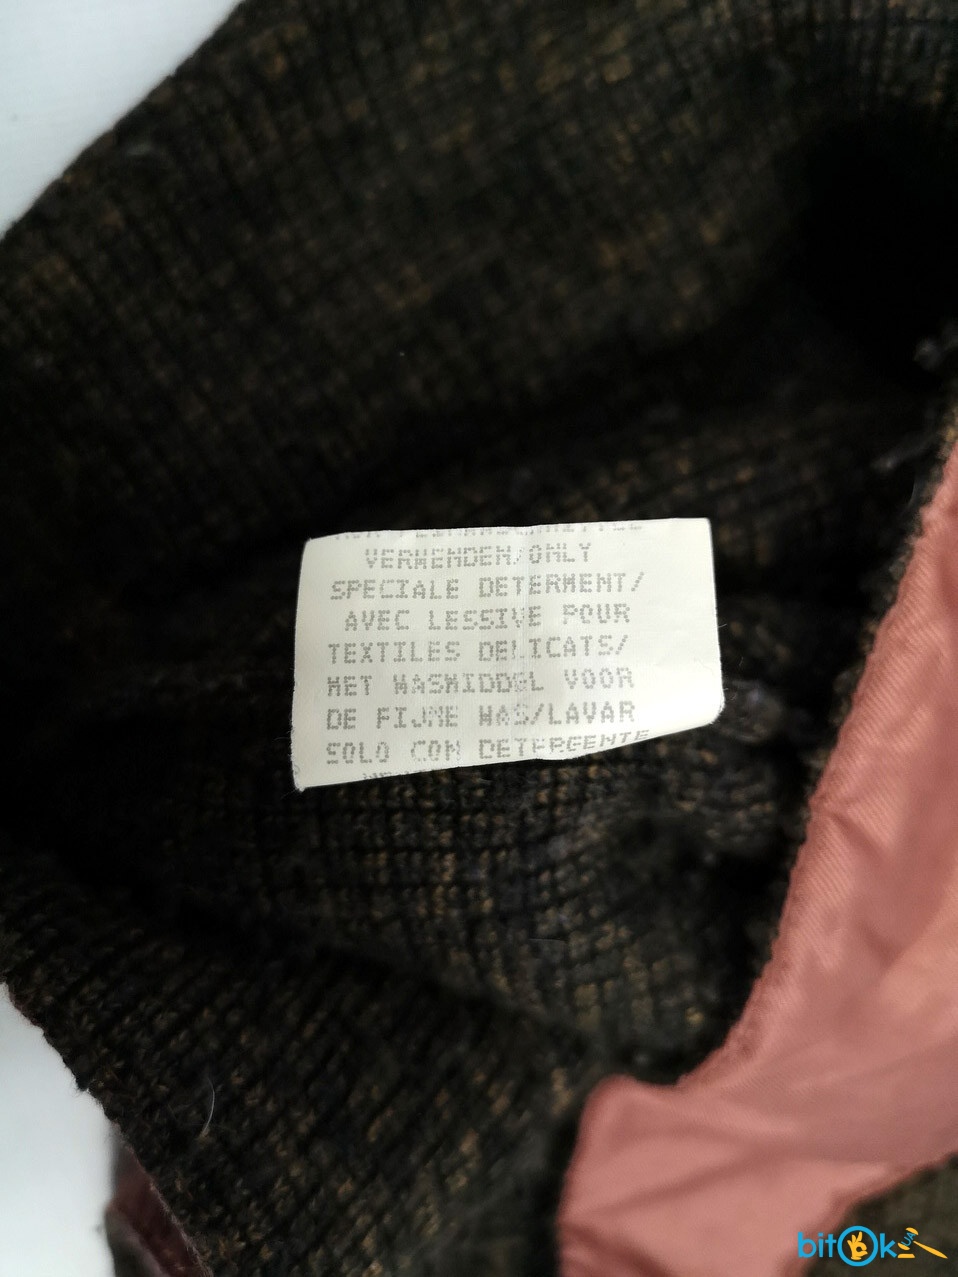 VERWENDEN/ONLY
SPECIALE DETERMENT/
AVEC LESSIVE POUR
TEXTILES DELICATS/
MET WASMIDDEL VOOR
DE FIJNE WAS/LAVAR
SOLO CON DETERGENTE
bitOk UA